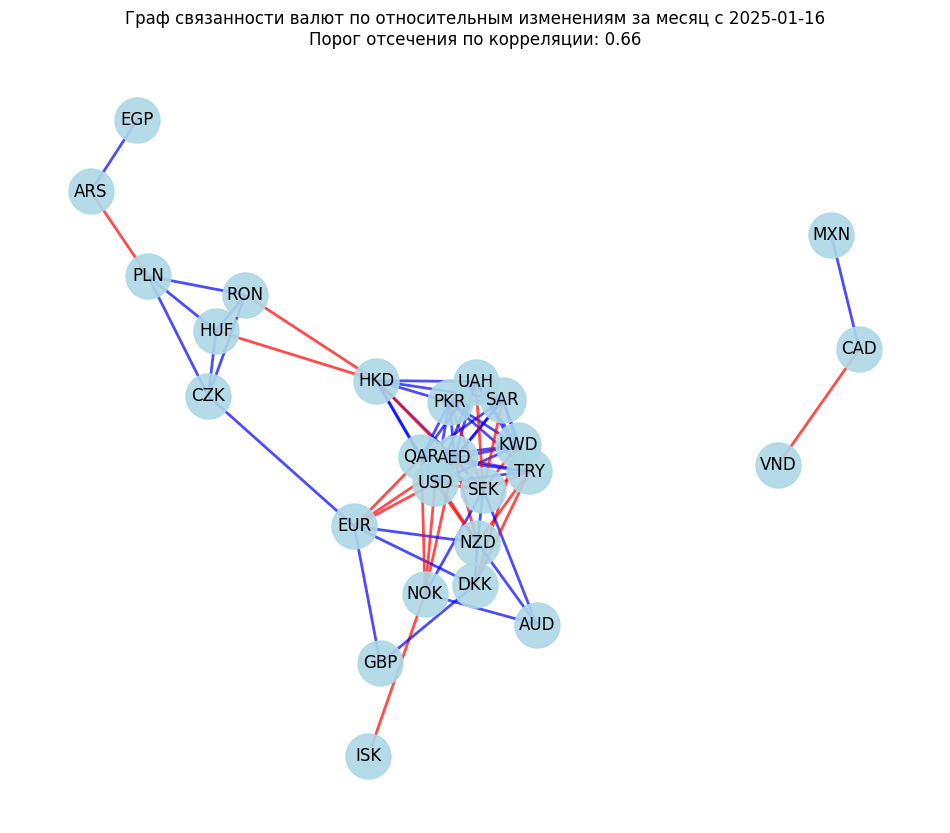 Граф связанности валют по относительным изменениям за месяц с 2025-01-16
Порог отсечения по корреляции: 0.66
EGP
ARS
MXN
PLN
RON
HUF
CAD
HKD
UAH
CZK
PKR
SAR
KWD
QAR
AED
VND
TRY
USD
SEK
EUR
NZD
DKK
NOK
AUD
GBP
ISK